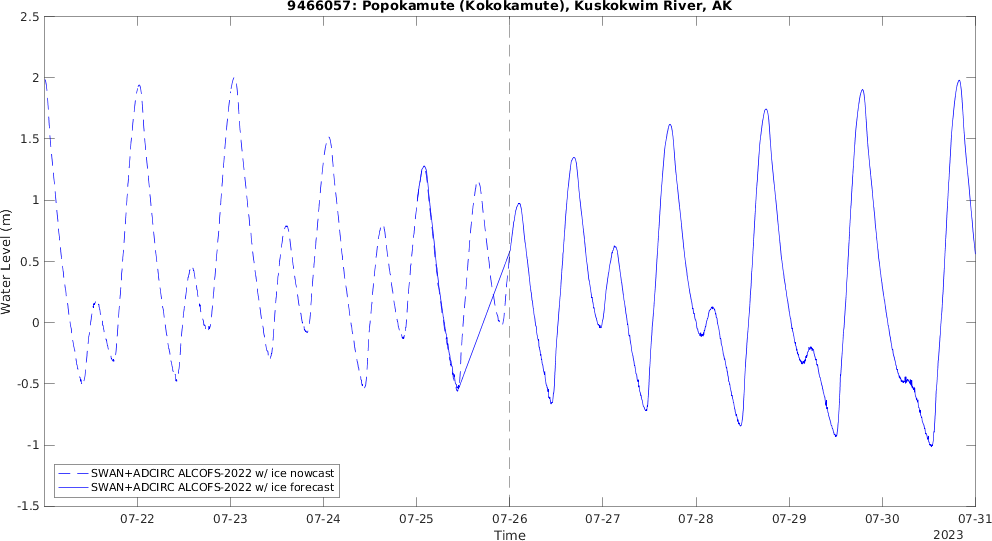 9466057: Popokamute (Kokokamute), Kuskokwim River, AK
2.5
2
1.5
1
0.5
0
-0.5
-1
-1.5
Water Level (m)
SWAN+ADCIRC ALCOFS-2022 w/ ice nowcast
SWAN+ADCIRC ALCOFS-2022 w/ ice forecast
07-22 07-23 07-24 07-25 07-26 07-27 07-28 07-29 07-30 07-31
Time
2023